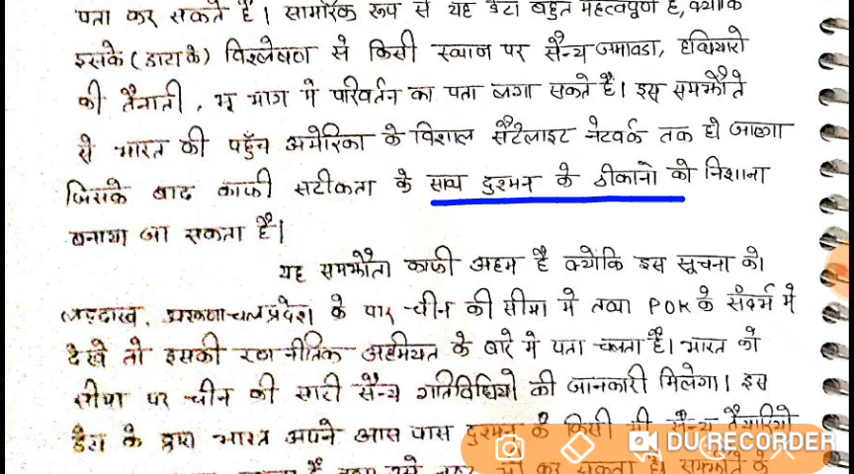 पता कर सकते हैं। सामरिक रूप से यह डेटा बहुत महत्वपूर्ण है, क्योंकि
इसके (डाटा के) विश्लेषण से किसी स्थान पर सैन्य जमावडा, हथियारो
की तैनाती, भू भाग मे परिवर्तन का पता लगा सकते है। इस समझौते
से भारत की पहुँच अमेरिका के विशाल सैटेलाइट नेटवर्क तक हो जाएगा
जिसके बाद काफी सटीकता के साथ दुश्मन के ठीकानो को निशाना
बनाया जा सकता है।
यह समझौता काफी अहम है क्योकि इस सूचना को।
लद्दाख, अरूणाचलप्रदेश के पार चीन की सीमा मे तथा POK के संदर्भ मे
देखे तो इसकी रणनीतिक अहमियत के बारे मे पता चलता है। भारत को
सीमा पर चीन की सारी सैन्य गतिविधियो की जानकारी मिलेगा। इस
डेटा के द्वारा भारत अपने आस पास दुश्मन के किसी भी सैन्य तैयारियो
DU RECORDER
कर सकता है।